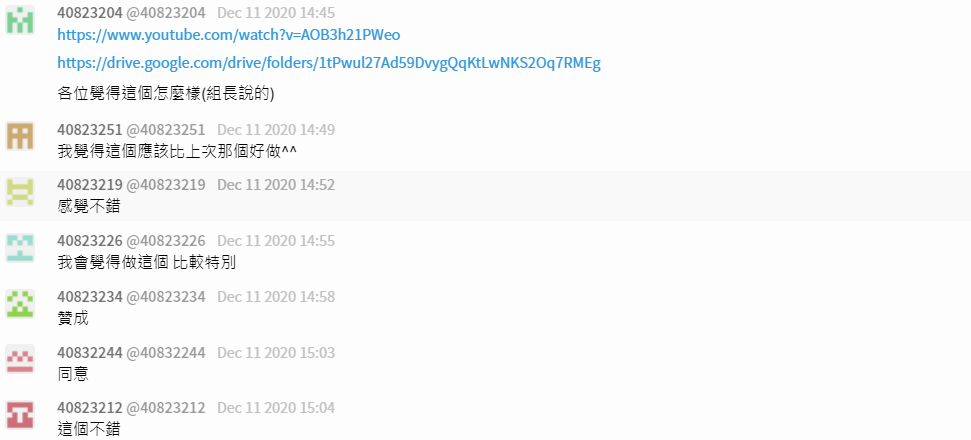 40823204 @40823204 Dec 11 2020 14:45
https://www.youtube.com/watch?v=AOB3h21PWeo
https://drive.google.com/drive/folders/1tPwul27Ad59DvygQqKtLwNKS2Oq7RMEg
各位覺得這個怎麼樣(組長說的)
40823251 @40823251 Dec 11 2020 14:49
我覺得這個應該比上次那個好做^^
40823219 @40823219 Dec 11 2020 14:52
感覺不錯
40823226 @40823226 Dec 11 2020 14:55
我會覺得做這個 比較特別
40823234 @40823234 Dec 11 2020 14:58
贊成
40832244 @40832244 Dec 11 2020 15:03
同意
40823212 @40823212 Dec 11 2020 15:04
這個不錯